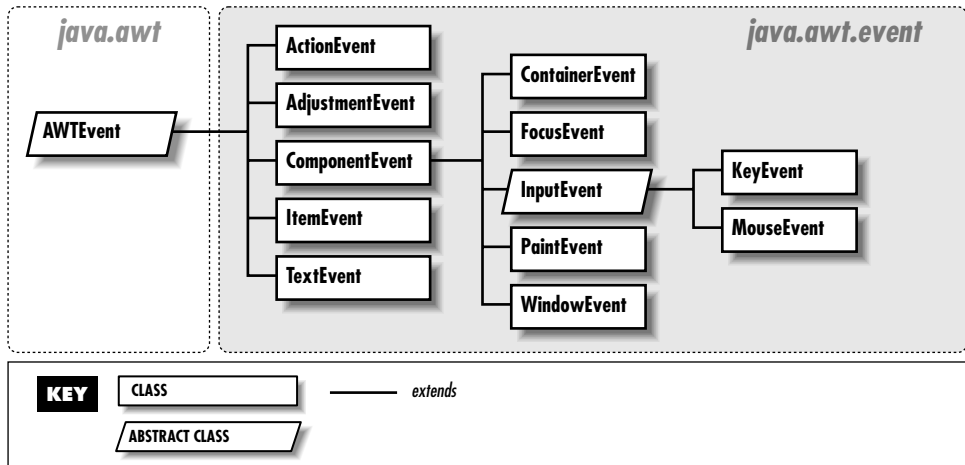 java.awt
java.awt.event
ActionEvent
AdjustmentEvent
AWTEvent
ComponentEvent
ItemEvent
TextEvent
ContainerEvent
FocusEvent
InputEvent
PaintEvent
WindowEvent
KeyEvent
MouseEvent
KEY
CLASS
extends
ABSTRACT CLASS